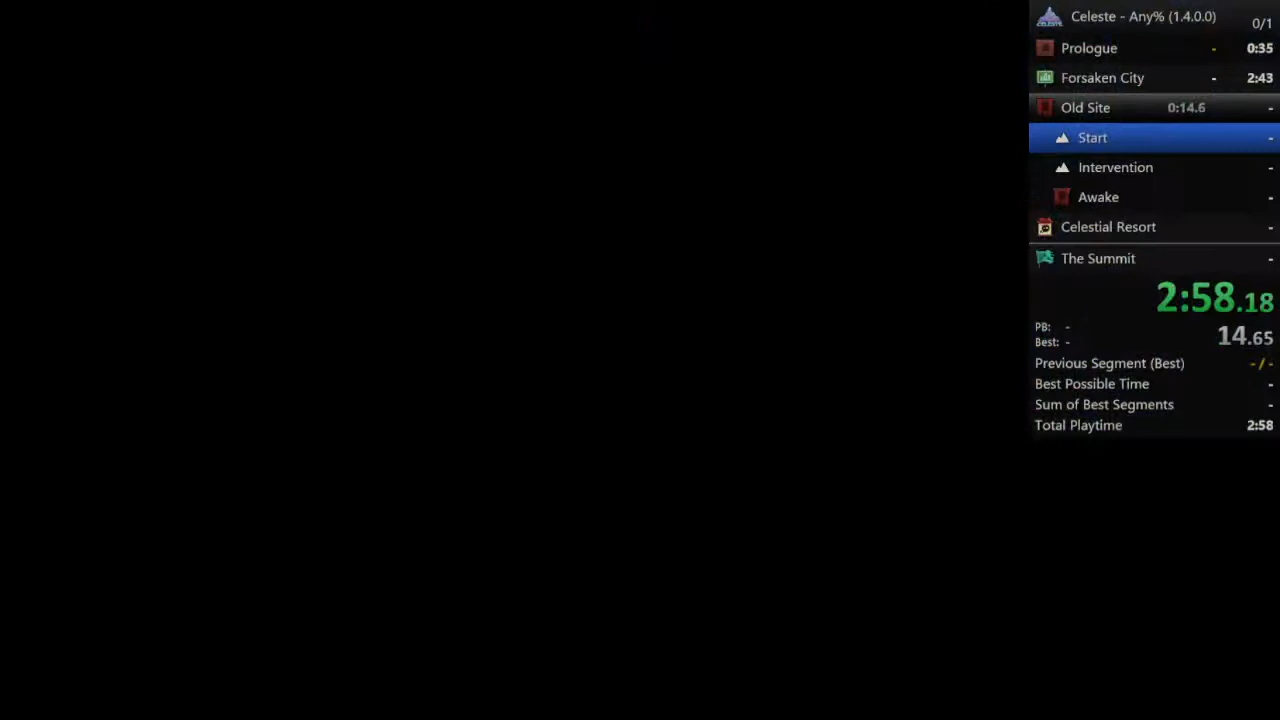 Celeste - Any% (1.4.0.0) 0/1
Prologue - 0:35
Forsaken City - 2:43
Old Site 0:14.6 -
Start -
Intervention -
Awake -
Celestial Resort -
The Summit -
2:58.18
PB: - 14.65
Best: -
Previous Segment (Best) - / -
Best Possible Time -
Sum of Best Segments -
Total Playtime 2:58